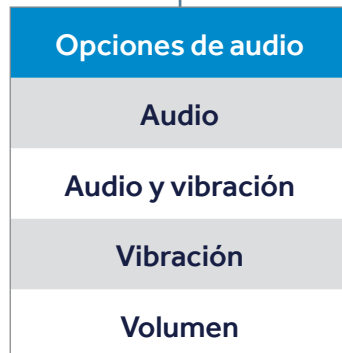 Opciones de audio
Audio
Audio y vibración
Vibración
Volumen